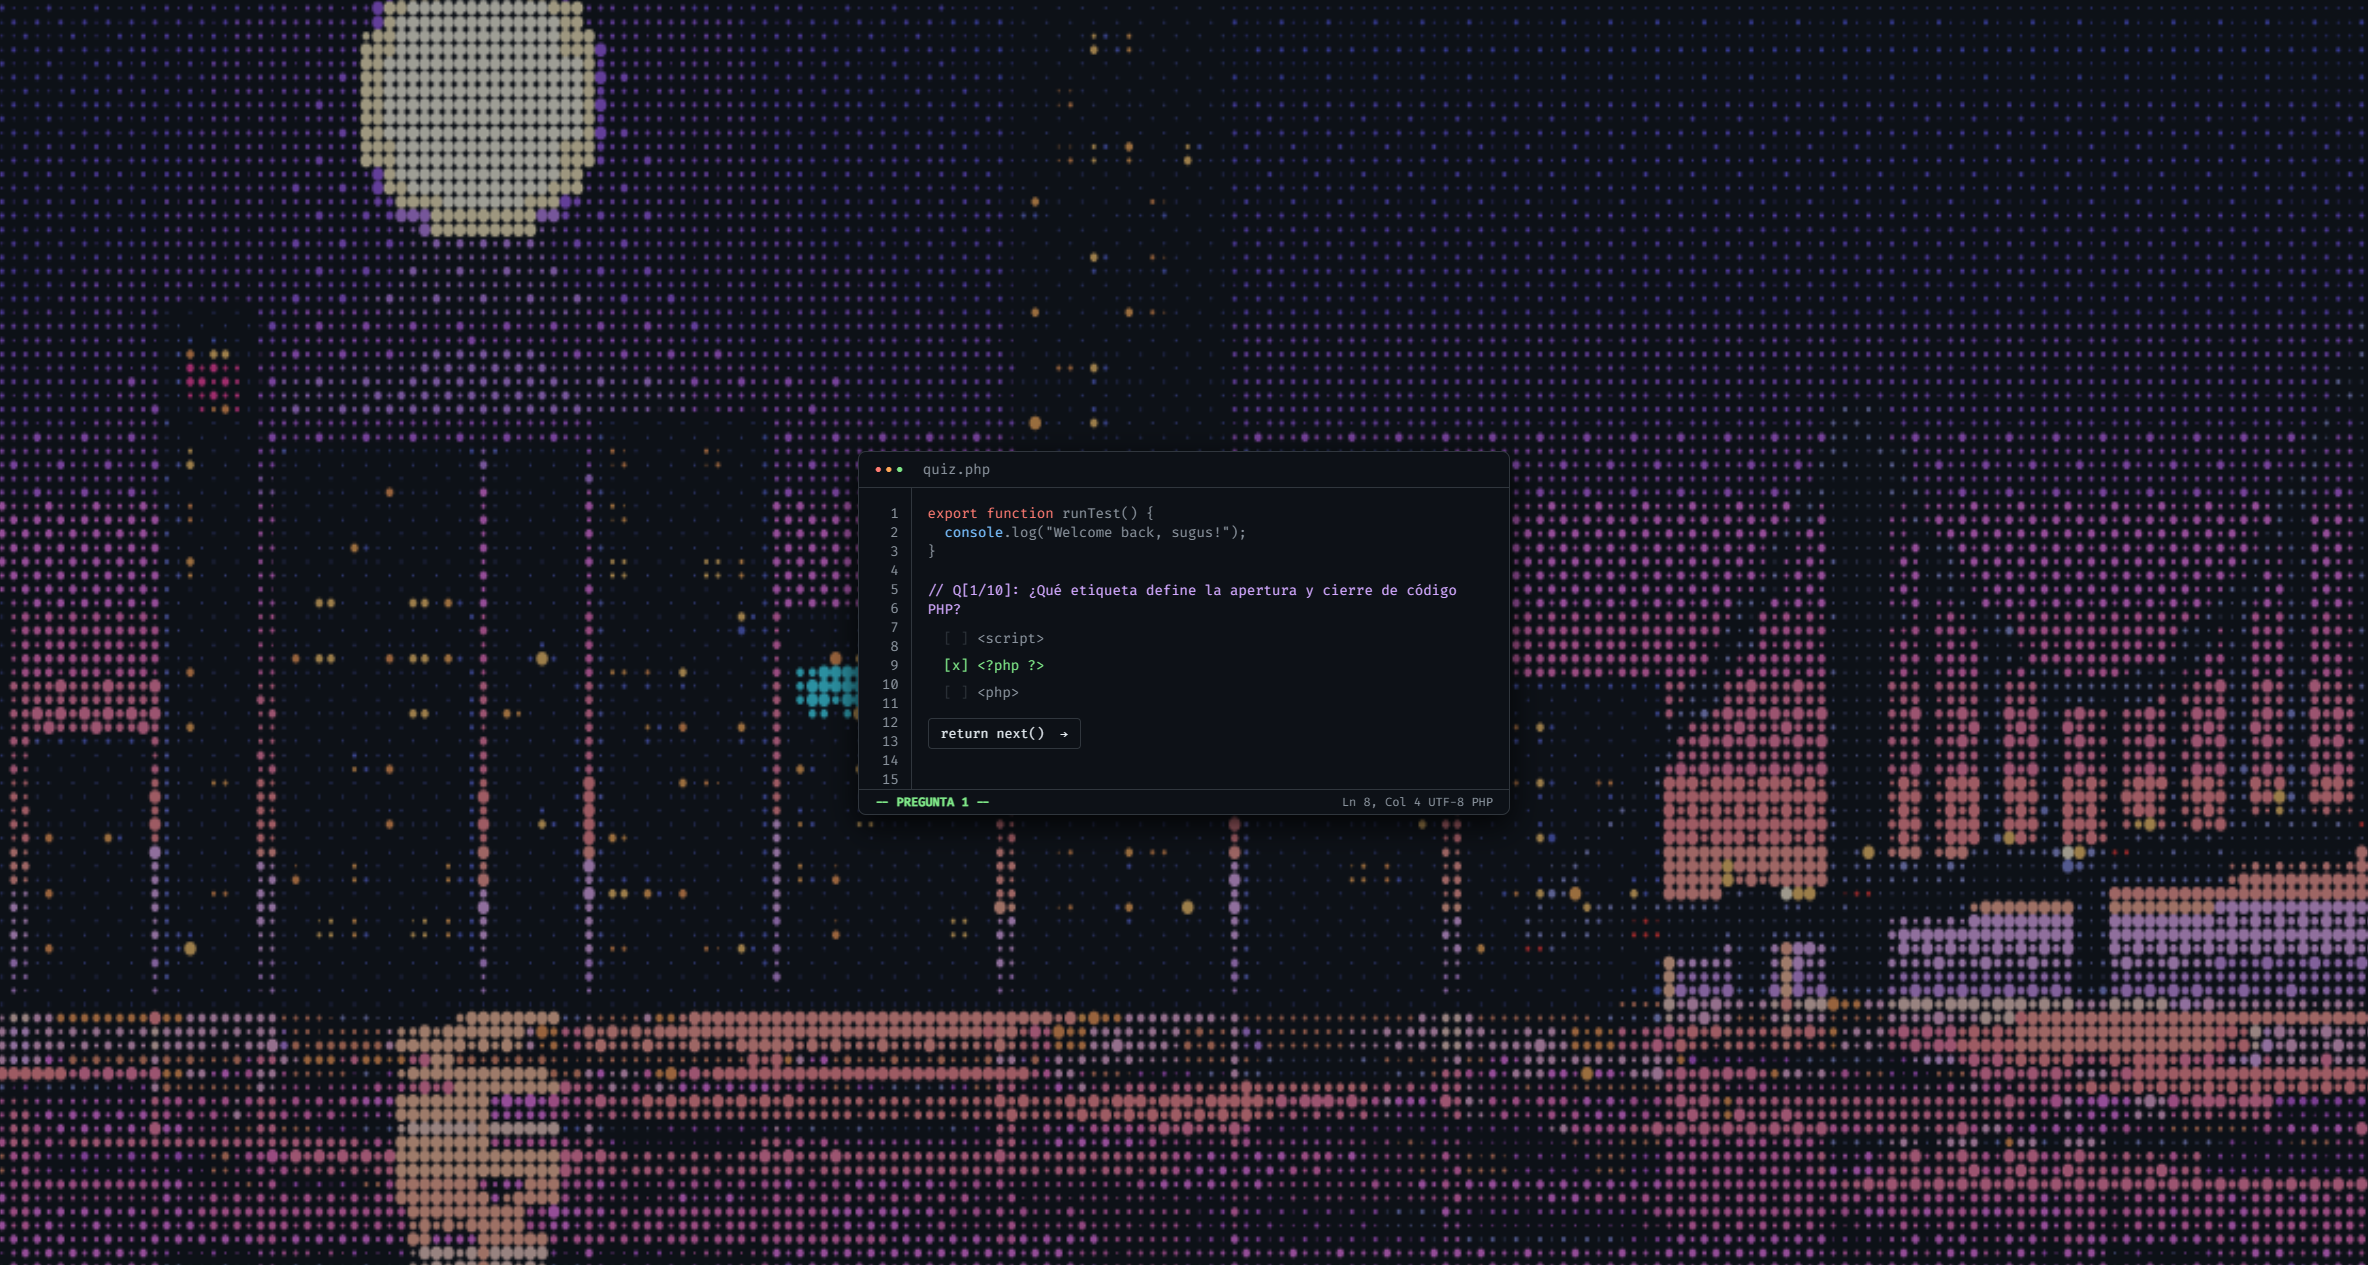 quiz.php
1 export function runTest() {
2 console.log("Welcome back, sugus!");
3 }
4
5 // Q[1/10]: ¿Qué etiqueta define la apertura y cierre de código
6 PHP?
7 [ ] <script>
8
9 [x] <?php ?>
10 [ ] <php>
11
12 return next() →
13
14
15
-- PREGUNTA 1 -- Ln 8, Col 4 UTF-8 PHP